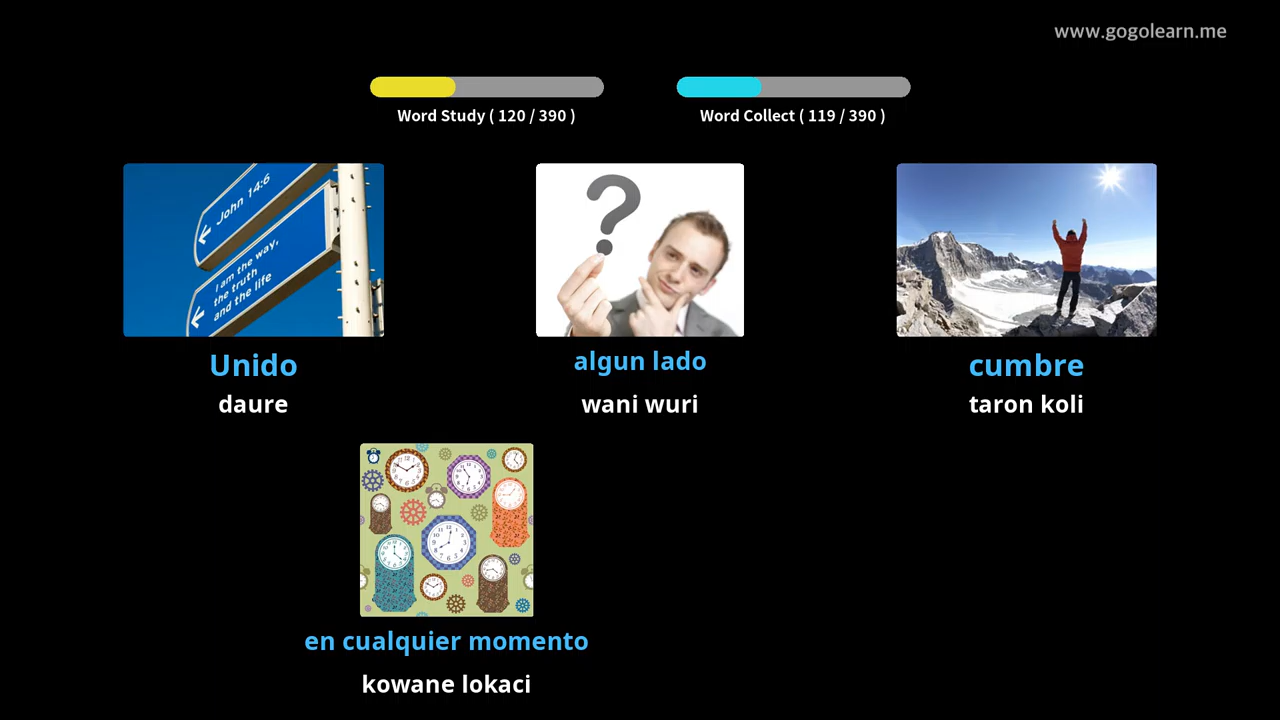 www.gogolearn.me
Word Study ( 120 / 390 )
Word Collect ( 119 / 390 )
John 14:6
I am the way,
the truth
and the life
?
Unido
daure
algun lado
wani wuri
cumbre
taron koli
en cualquier momento
kowane lokaci